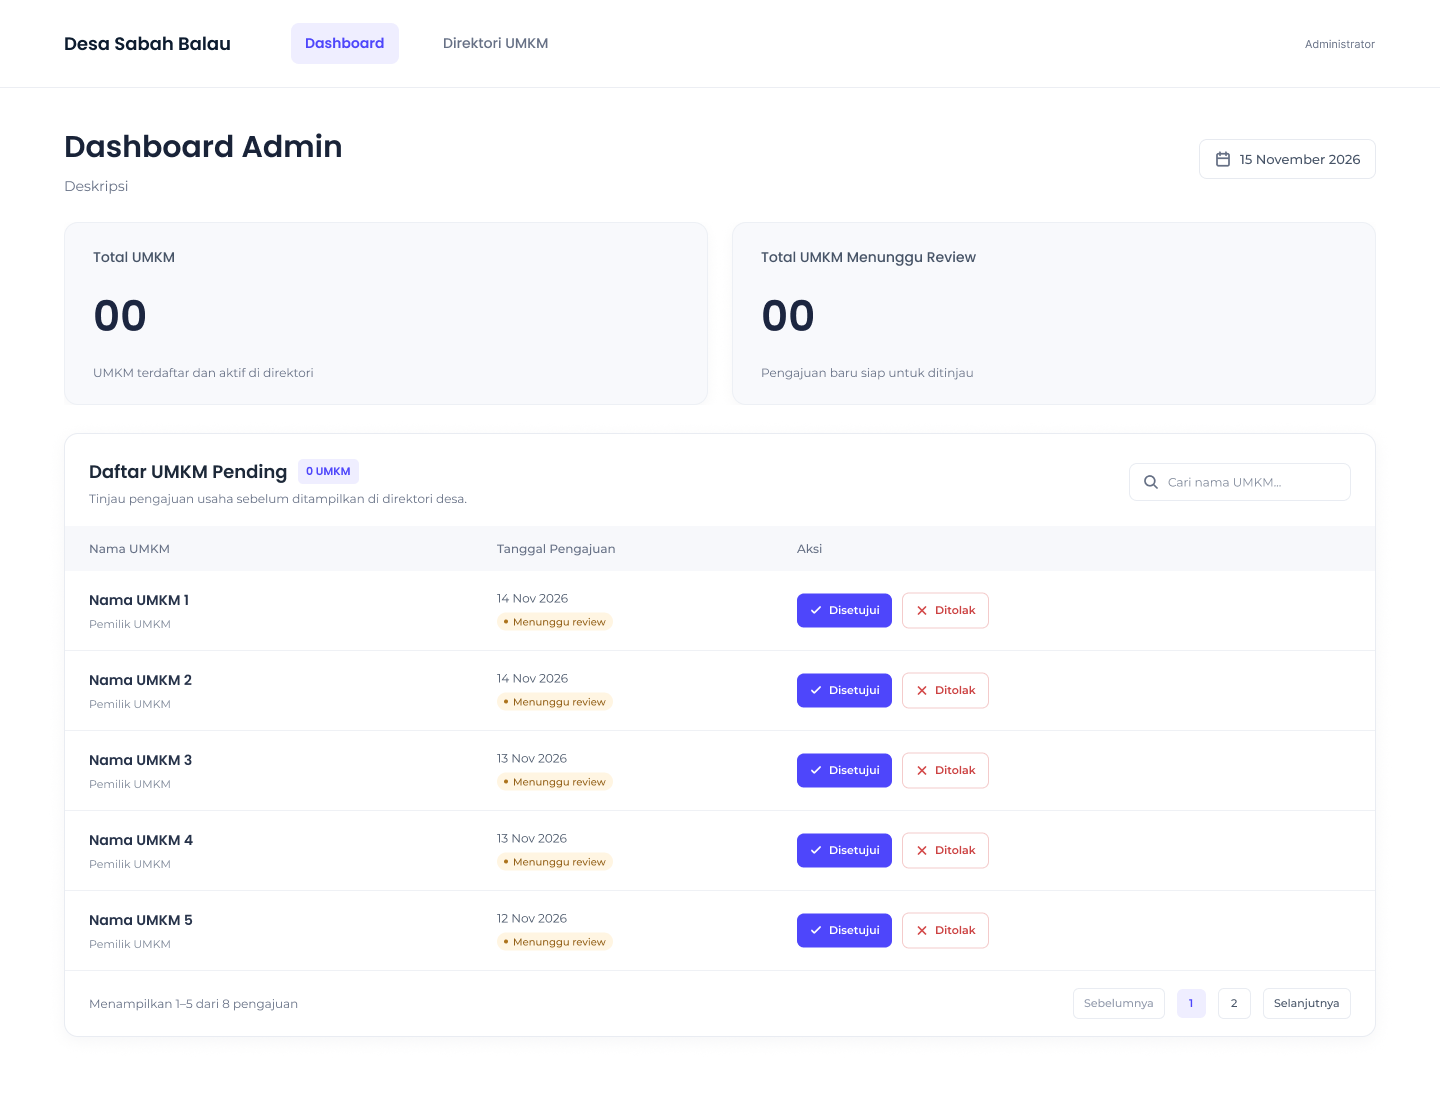 Desa Sabah Balau
Dashboard
Direktori UMKM
Administrator
Dashboard Admin
Deskripsi
15 November 2026
Total UMKM
00
UMKM terdaftar dan aktif di direktori
Total UMKM Menunggu Review
00
Pengajuan baru siap untuk ditinjau
Daftar UMKM Pending
0 UMKM
Tinjau pengajuan usaha sebelum ditampilkan di direktori desa.
Cari nama UMKM...
Nama UMKM
Tanggal Pengajuan
Aksi
Nama UMKM 1
Pemilik UMKM
14 Nov 2026
Menunggu review
Disetujui
Ditolak
Nama UMKM 2
Pemilik UMKM
14 Nov 2026
Menunggu review
Disetujui
Ditolak
Nama UMKM 3
Pemilik UMKM
13 Nov 2026
Menunggu review
Disetujui
Ditolak
Nama UMKM 4
Pemilik UMKM
13 Nov 2026
Menunggu review
Disetujui
Ditolak
Nama UMKM 5
Pemilik UMKM
12 Nov 2026
Menunggu review
Disetujui
Ditolak
Menampilkan 1–5 dari 8 pengajuan
Sebelumnya
1
2
Selanjutnya